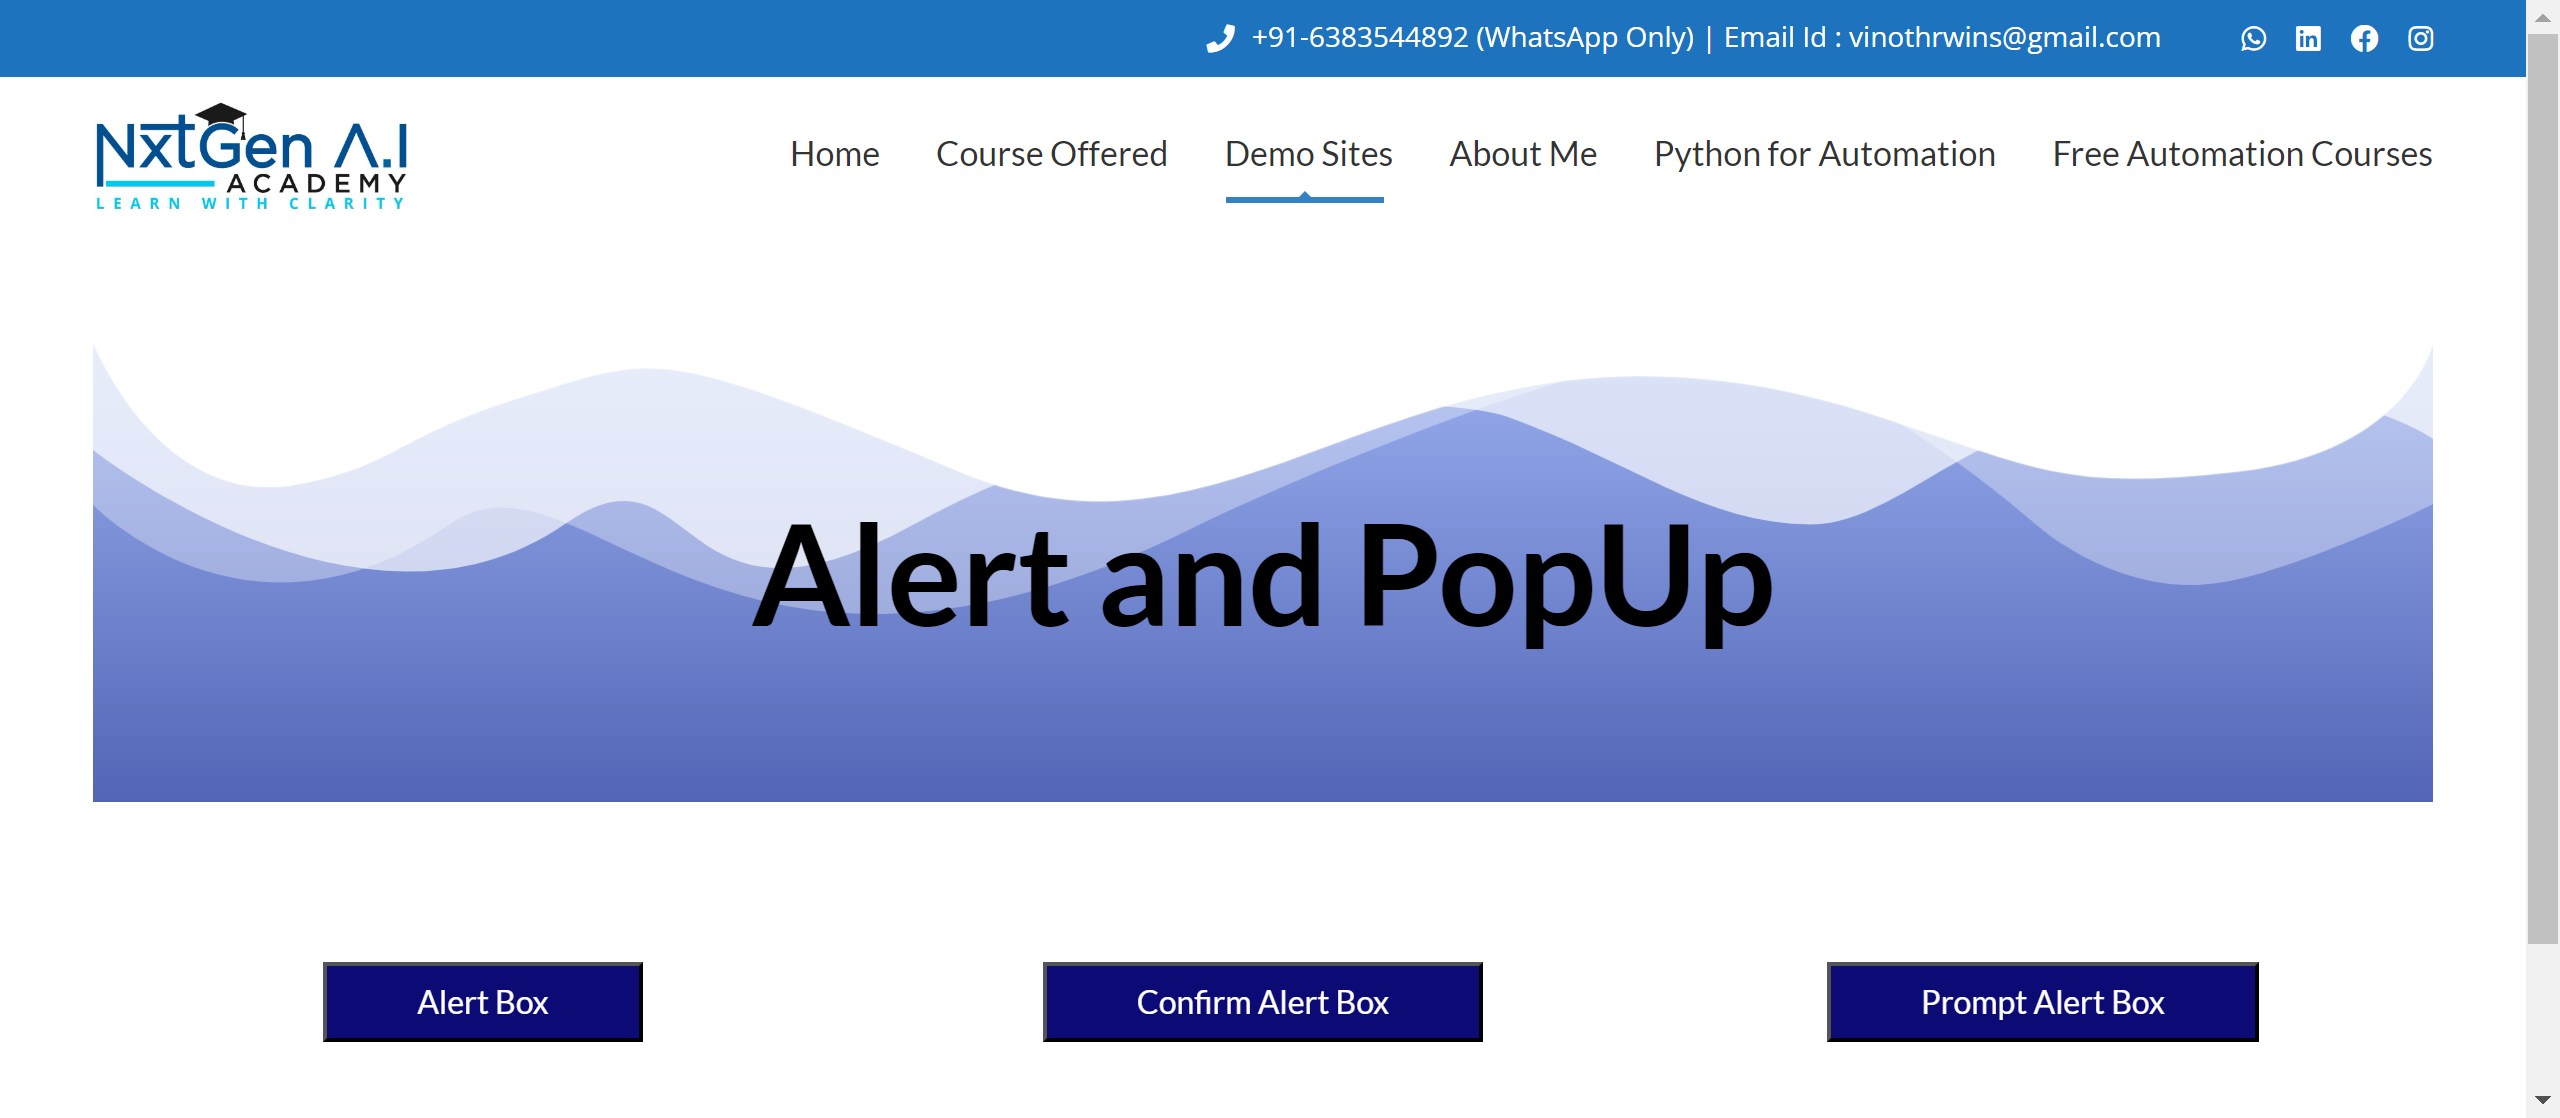 +91-6383544892 (WhatsApp Only) | Email Id : vinothrwins@gmail.com
NxtGen A.I
ACADEMY
LEARN WITH CLARITY
Home Course Offered Demo Sites About Me Python for Automation Free Automation Courses
Alert and PopUp
Alert Box Confirm Alert Box Prompt Alert Box